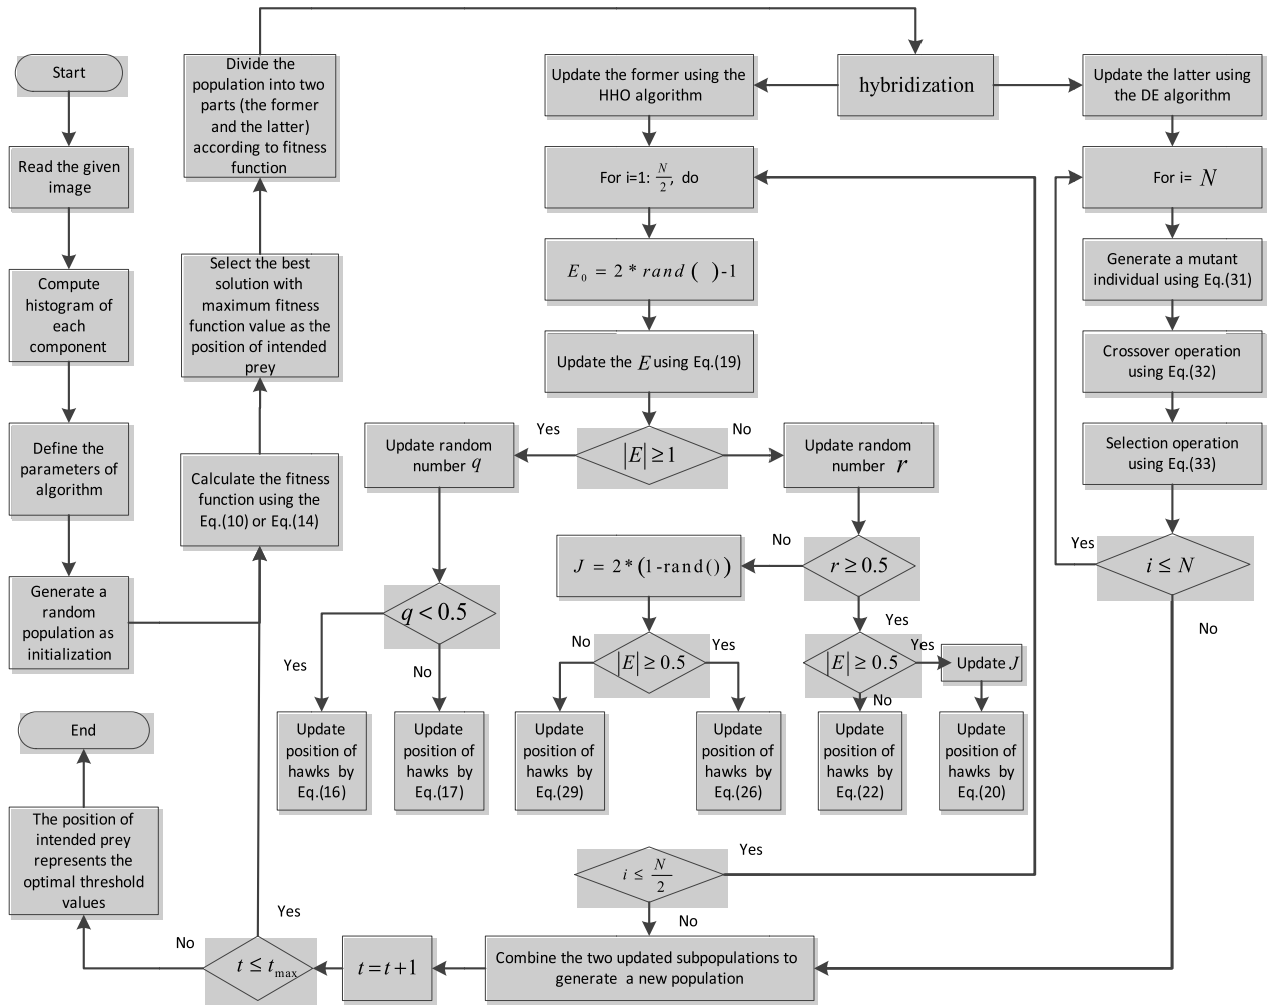 Start
Read the given
image
Compute
histogram of
each
component
Define the
parameters of
algorithm
Generate a
random
population as
initialization
Calculate the fitness
function using the
Eq.(10) or Eq.(14)
Select the best
solution with
maximum fitness
function value as the
position of intended
prey
Divide the
population into two
parts (the former
and the latter)
according to fitness
function
hybridization
Update the former using the
HHO algorithm
For i=1: N/2, do
E₀ = 2 * rand ( ) -1
Update the E using Eq.(19)
|E| ≥ 1
Yes
No
Update random
number q
q < 0.5
Yes
No
Update
position of
hawks by
Eq.(16)
Update
position of
hawks by
Eq.(17)
Update random
number r
r ≥ 0.5
No
Yes
J = 2*(1-rand())
|E| ≥ 0.5
No
Yes
Update
position of
hawks by
Eq.(29)
Update
position of
hawks by
Eq.(26)
|E| ≥ 0.5
Yes
No
Update J
Update
position of
hawks by
Eq.(22)
Update
position of
hawks by
Eq.(20)
i ≤ N/2
Yes
No
Update the latter using
the DE algorithm
For i= N
Generate a mutant
individual using Eq.(31)
Crossover operation
using Eq.(32)
Selection operation
using Eq.(33)
i ≤ N
Yes
No
Combine the two updated subpopulations to
generate a new population
t = t+1
t ≤ tmax
Yes
No
The position of
intended prey
represents the
optimal threshold
values
End